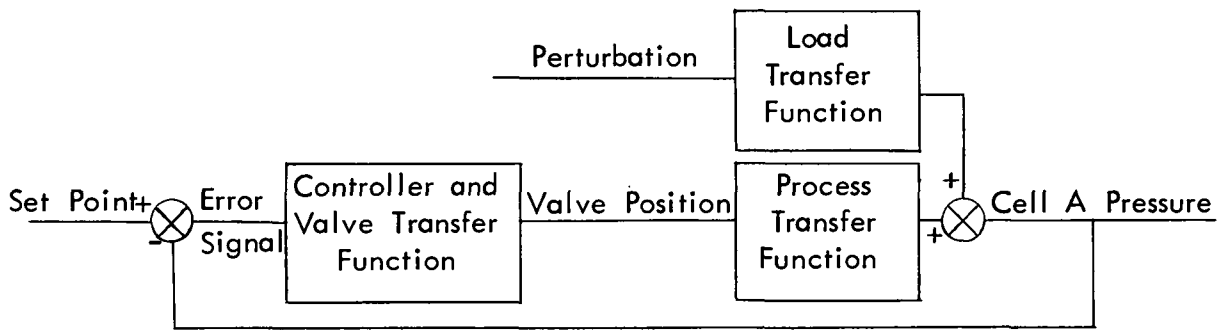 Perturbation
Load
Transfer
Function
Set Point
+
-
Error
Signal
Controller and
Valve Transfer
Function
Valve Position
Process
Transfer
Function
+
+
Cell A Pressure